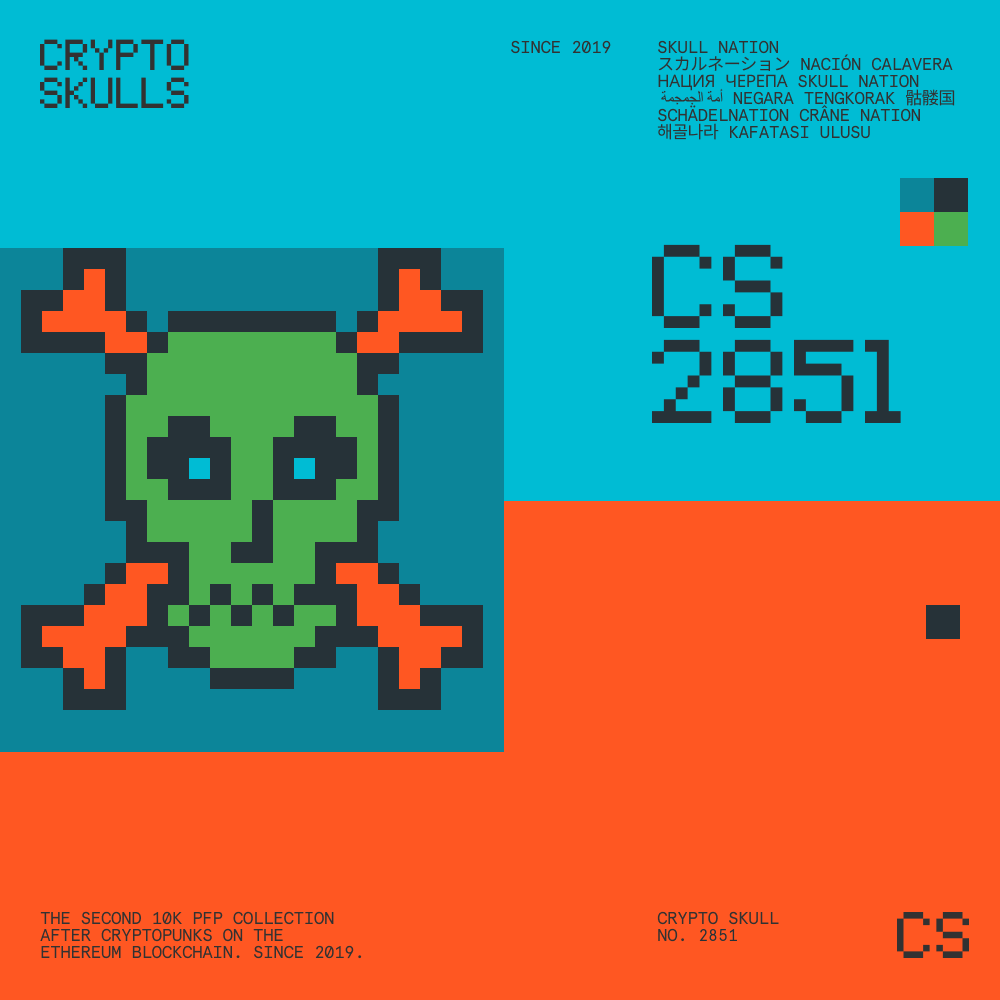 CRYPTO
SKULLS
SINCE 2019
SKULL NATION
スカルネーション NACIÓN CALAVERA
НАЦИЯ ЧЕРЕПА SKULL NATION
أمة الجمجمة NEGARA TENGKORAK 骷髅国
SCHÄDELNATION CRÂNE NATION
해골나라 KAFATASI ULUSU
CS
2851
THE SECOND 10K PFP COLLECTION
AFTER CRYPTOPUNKS ON THE
ETHEREUM BLOCKCHAIN. SINCE 2019.
CRYPTO SKULL
NO. 2851
CS